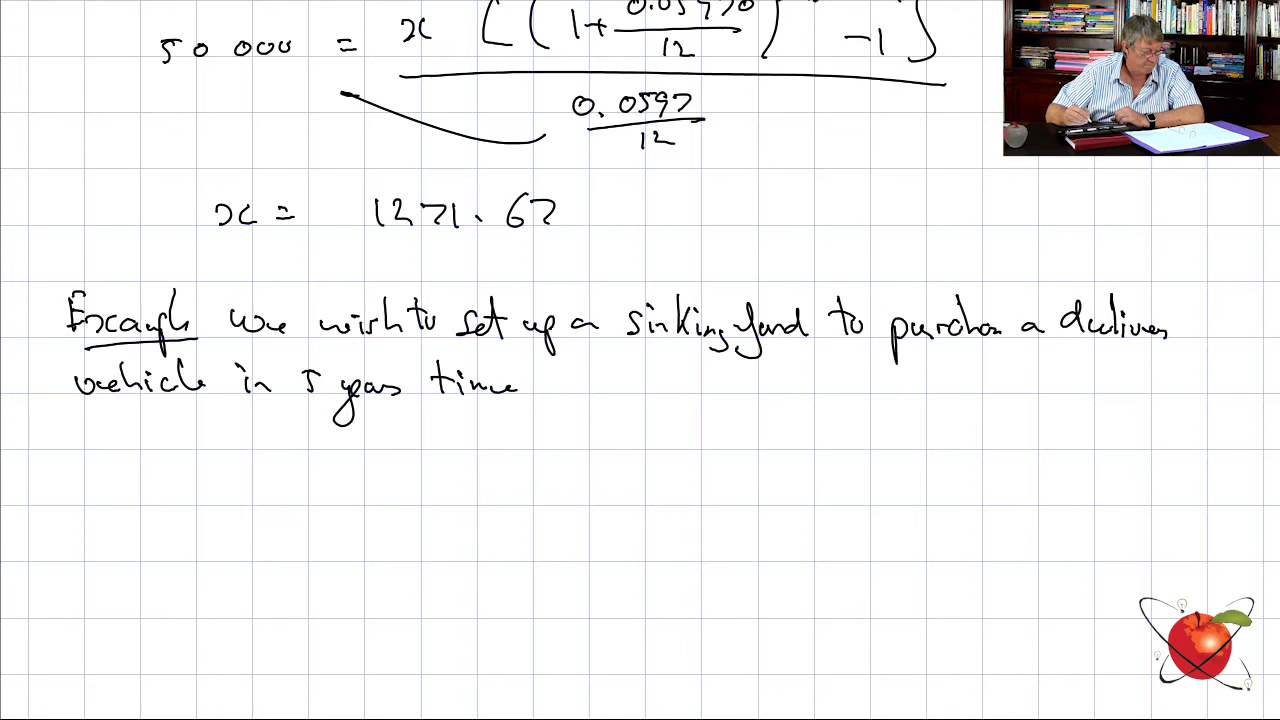 50 000 = x [ ( 1 + 0.05970 / 12 ) - 1 ]
0.0597 / 12
x = 1271.67
Example We wish to set up a sinking fund to purchase a delivery
vehicle in 5 years time